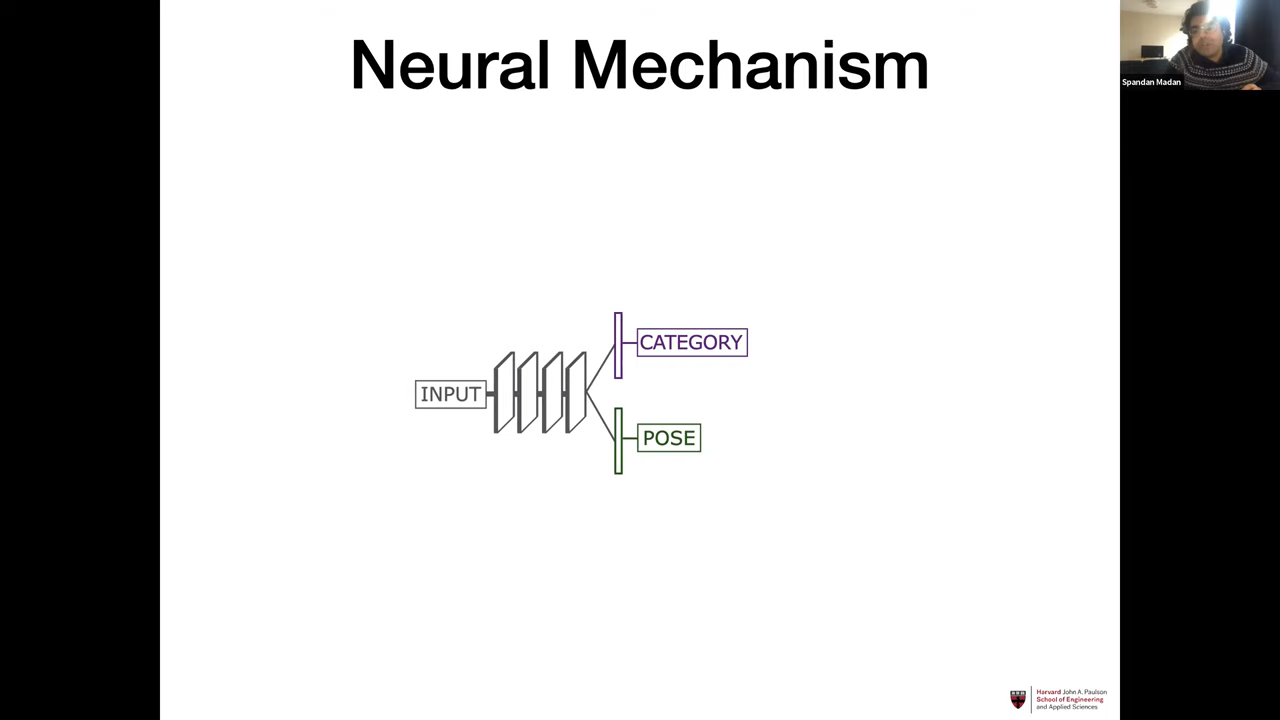 Neural Mechanism
Spandan Madan
CATEGORY
INPUT
POSE
Harvard John A. Paulson
School of Engineering
and Applied Sciences